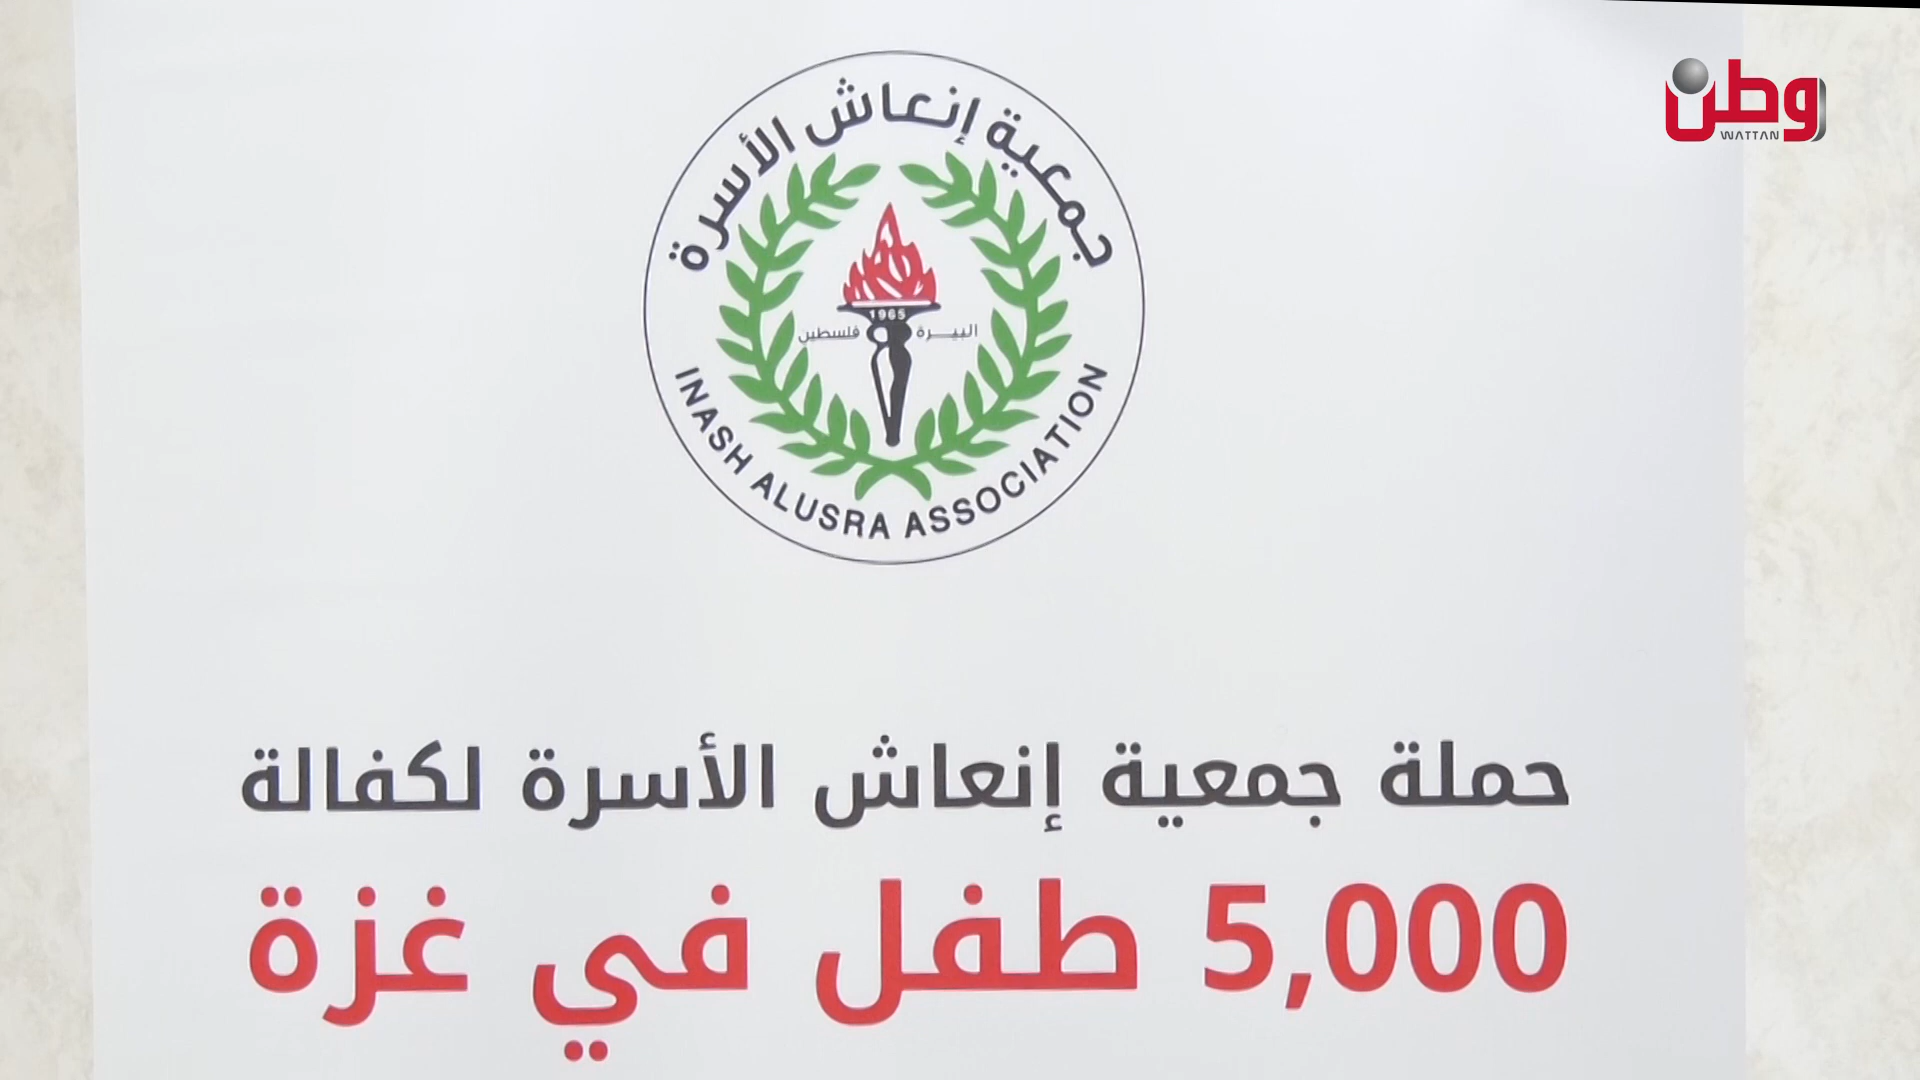 وطن
WATTAN
جمعية إنعاش الأسرة
1965
البيرة فلسطين
INASH ALUSRA ASSOCIATION
حملة جمعية إنعاش الأسرة لكفالة
5,000 طفل في غزة